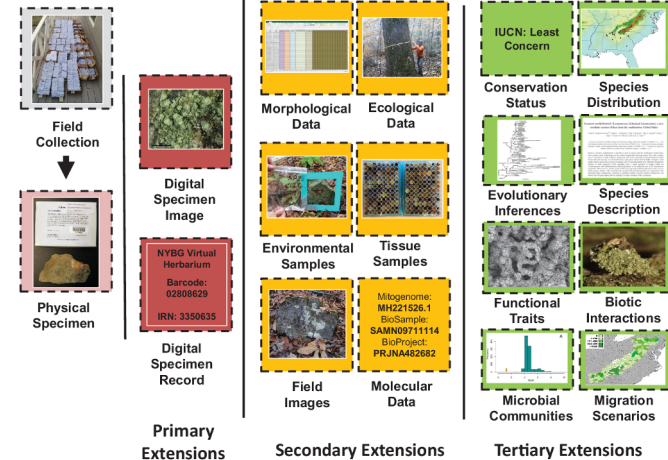 Field
Collection
Physical
Specimen
Digital
Specimen
Image
NYBG Virtual
Herbarium
Barcode:
02808629
IRN: 3350635
Digital
Specimen
Record
Primary
Extensions
Morphological
Data
Ecological
Data
Environmental
Samples
Tissue
Samples
Mitogenome:
MH221526.1
BioSample:
SAMN09711114
BioProject:
PRJNA482682
Field
Images
Molecular
Data
Secondary Extensions
IUCN: Least
Concern
Conservation
Status
Species
Distribution
Evolutionary
Inferences
Species
Description
Functional
Traits
Biotic
Interactions
Microbial
Communities
Migration
Scenarios
Tertiary Extensions